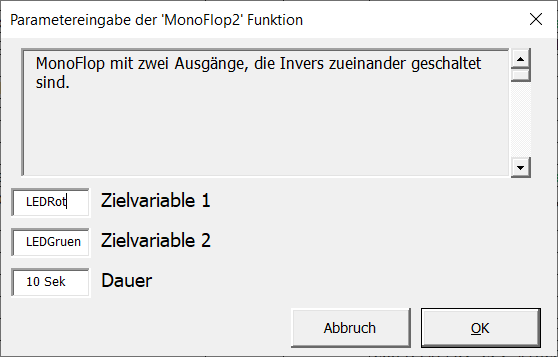 Parametereingabe der 'MonoFlop2' Funktion
MonoFlop mit zwei Ausgänge, die Invers zueinander geschaltet
sind.
LEDRot Zielvariable 1
LEDGruen Zielvariable 2
10 Sek Dauer
Abbruch OK